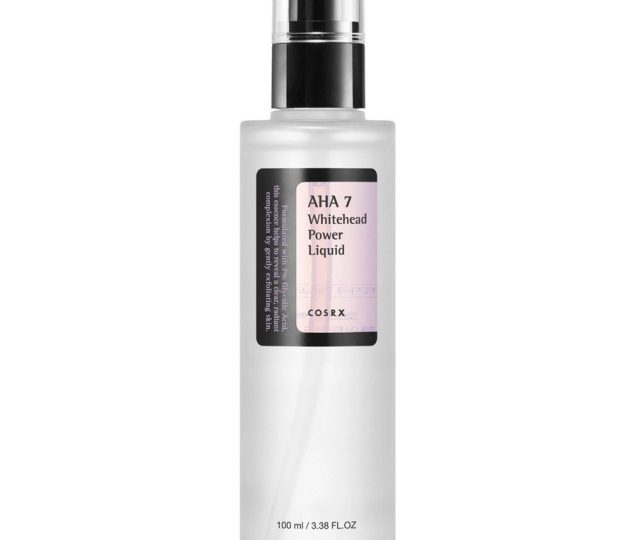 AHA 7
Whitehead
Power
Liquid
COSRX
Formulated with 7% Glycolic Acid,
this essence helps to reveal a clear, radiant
complexion by gently exfoliating skin.
100 ml / 3.38 FL.OZ